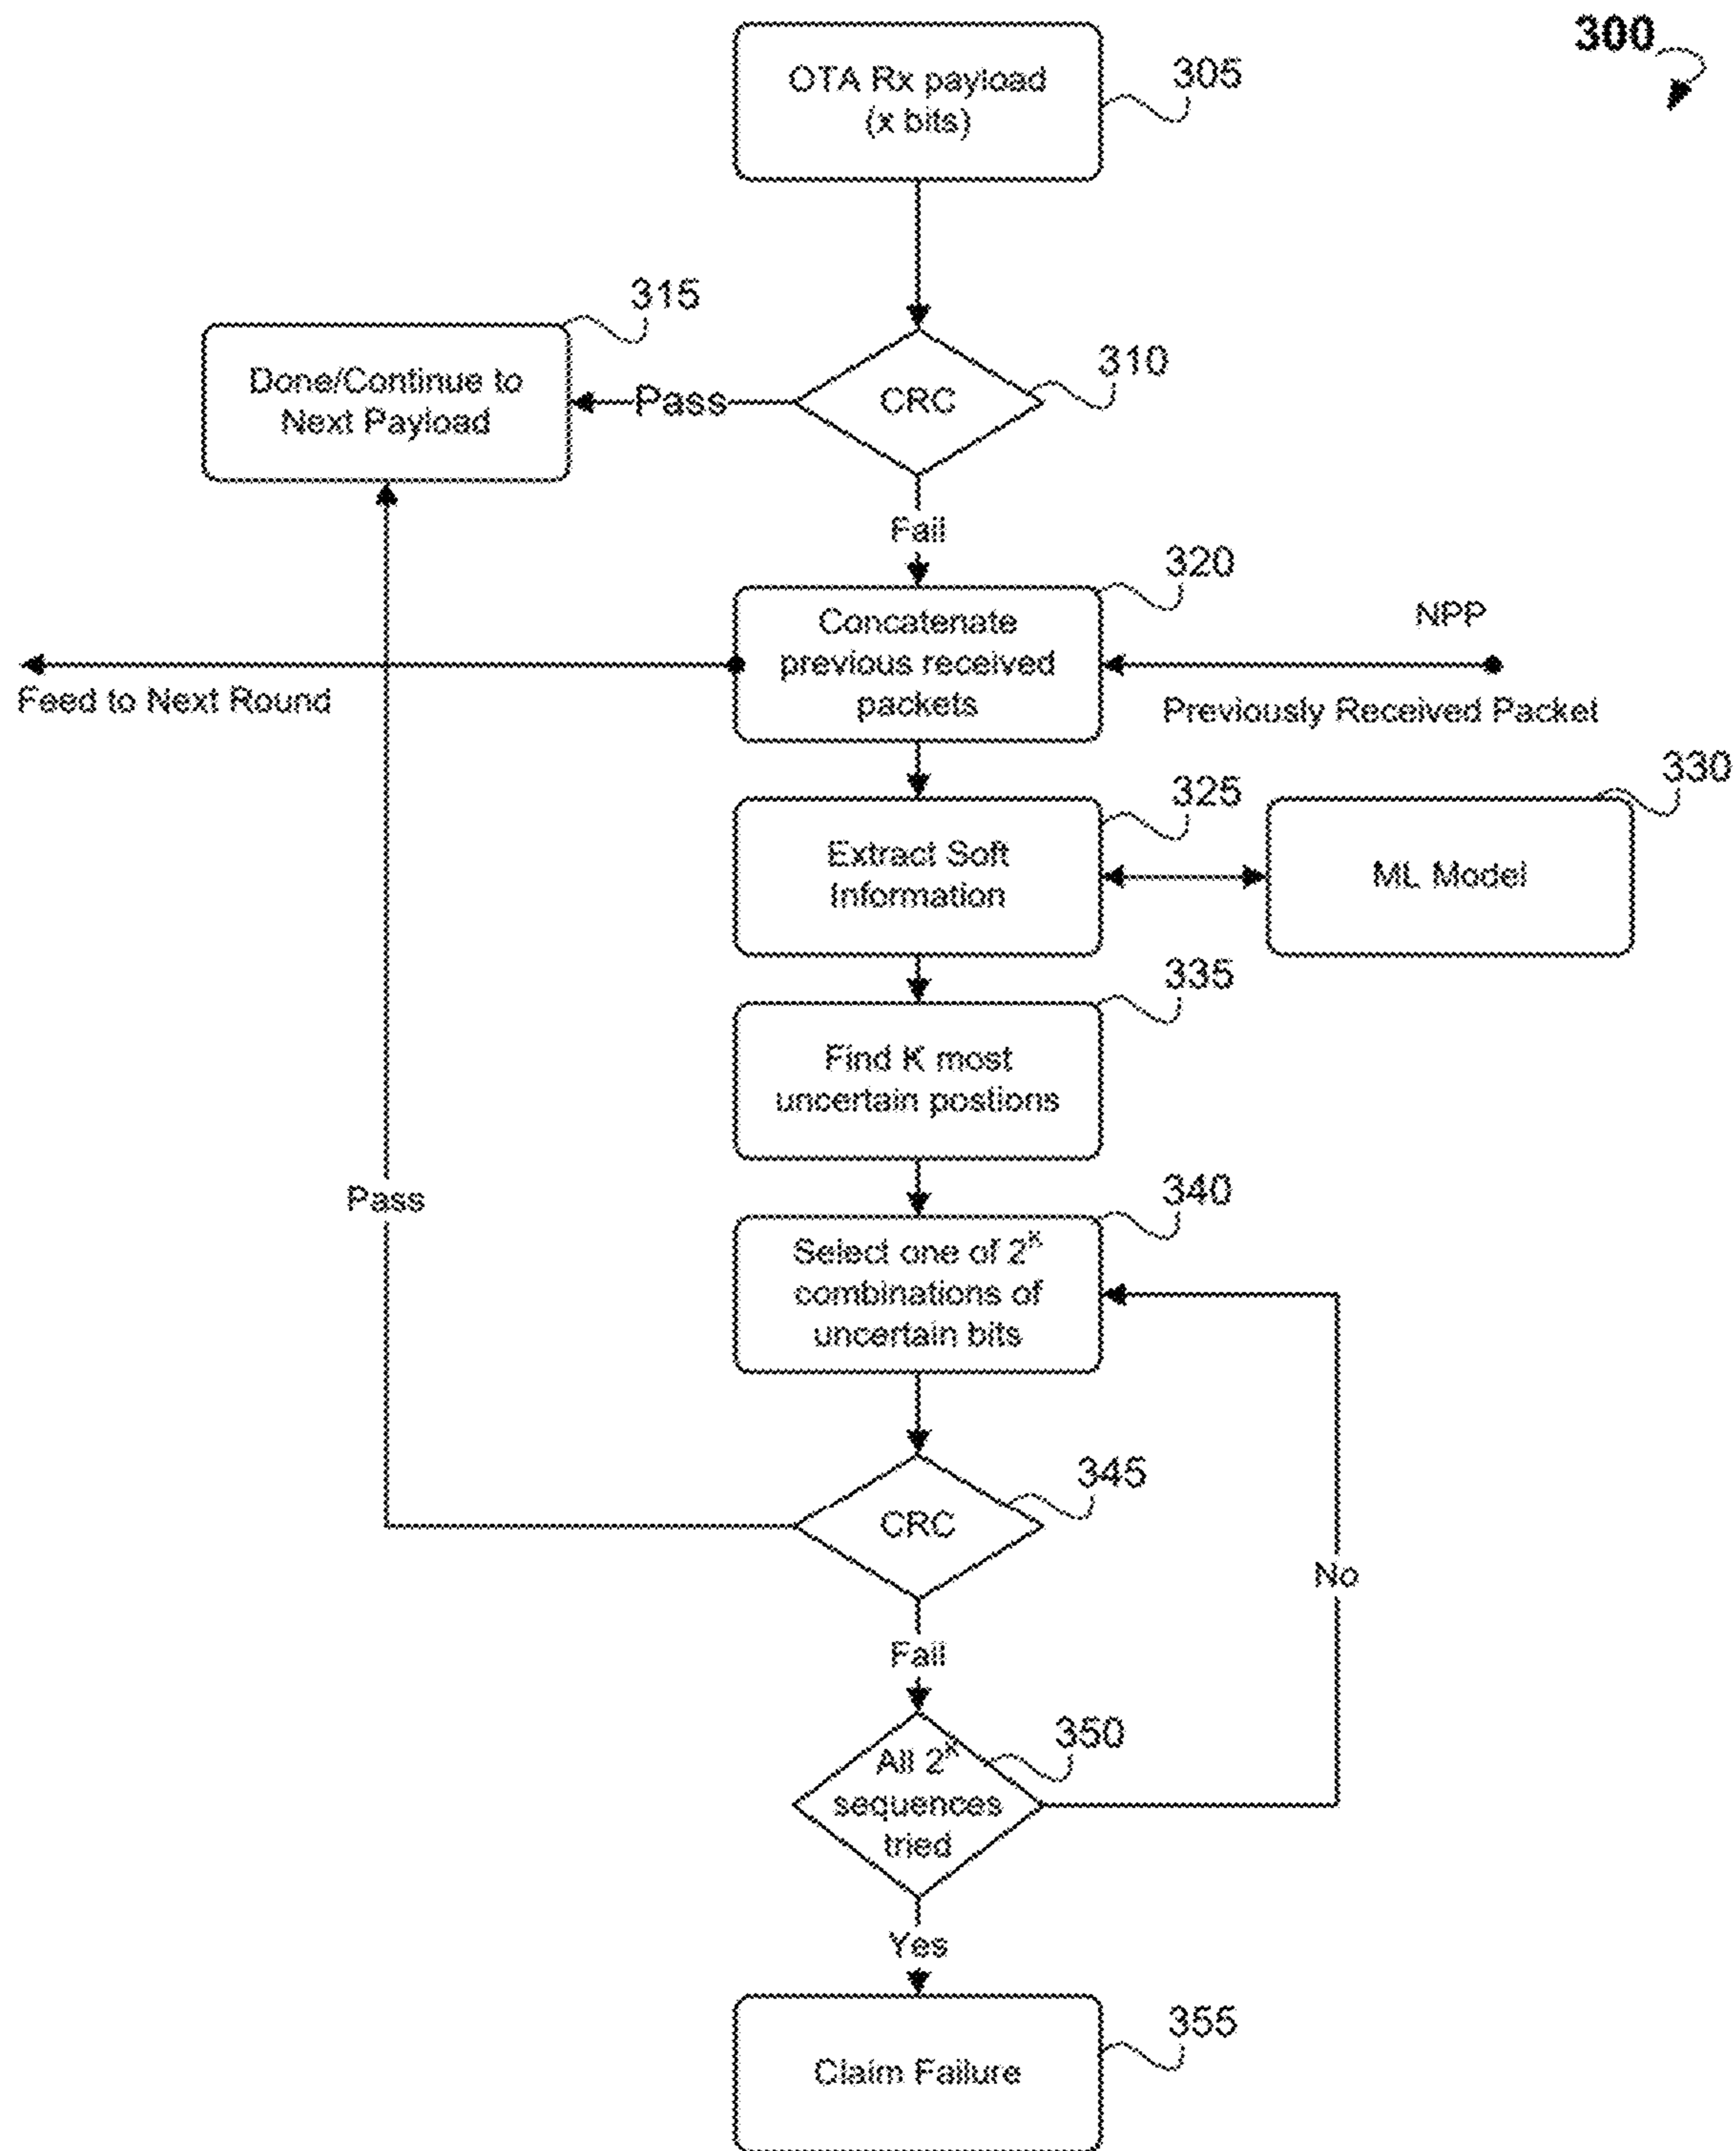 300
OTA Rx payload
(x bits)
305
315
Done/Continue to
Next Payload
Pass
CRC
310
Fail
320
Concatenate
previous received
packets
NPP
Feed to Next Round
Previously Received Packet
325
330
Extract Soft
Information
ML Model
335
Find K most
uncertain postions
340
Pass
Select one of 2^K
combinations of
uncertain bits
345
CRC
No
Fail
350
All 2^K
sequences
tried
Yes
355
Claim Failure